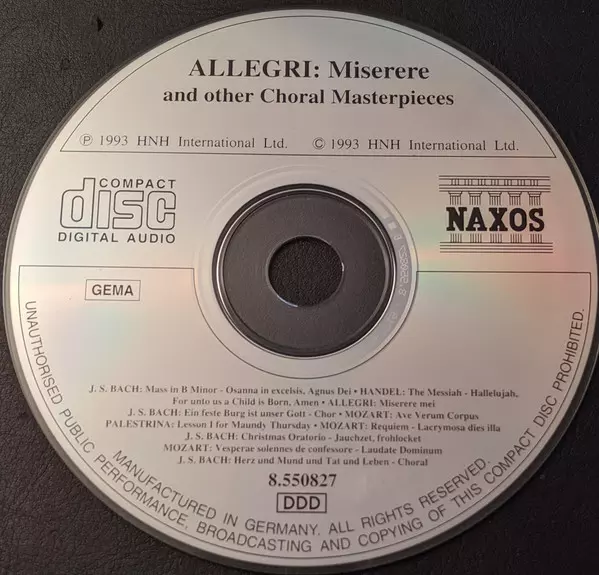 ALLEGRI: Miserere
and other Choral Masterpieces
℗ 1993 HNH International Ltd. © 1993 HNH International Ltd.
COMPACT
disc
DIGITAL AUDIO
NAXOS
GEMA
J. S. BACH: Mass in B Minor - Osanna in excelsis, Agnus Dei • HANDEL: The Messiah - Hallelujah,
For unto us a Child is Born, Amen • ALLEGRI: Miserere mei
J. S. BACH: Ein feste Burg ist unser Gott - Chor • MOZART: Ave Verum Corpus
PALESTRINA: Lesson I for Maundy Thursday • MOZART: Requiem - Lacrymosa dies illa
J. S. BACH: Christmas Oratorio - Jauchzet, frohlocket
MOZART: Vesperae solennes de confessore - Laudate Dominum
J. S. BACH: Herz und Mund und Tat und Leben - Choral
8.550827
DDD
MANUFACTURED IN GERMANY. ALL RIGHTS RESERVED.
UNAUTHORISED PUBLIC PERFORMANCE, BROADCASTING AND COPYING OF THIS COMPACT DISC PROHIBITED.